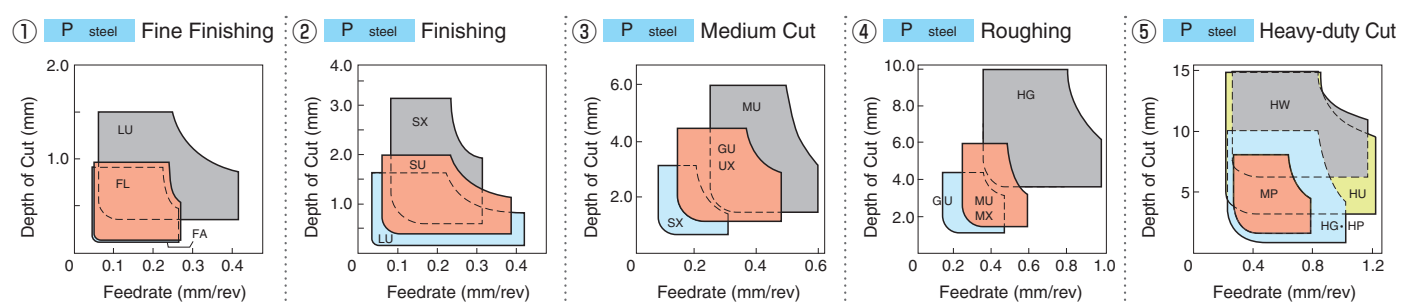 ① P steel Fine Finishing
2.0
1.0
0
0.1
0.2
0.3
0.4
Depth of Cut (mm)
Feedrate (mm/rev)
LU
FL
FA
② P steel Finishing
4.0
3.0
2.0
1.0
0
0.1
0.2
0.3
0.4
Depth of Cut (mm)
Feedrate (mm/rev)
SX
SU
LU
③ P steel Medium Cut
6.0
4.0
2.0
0
0.2
0.4
0.6
Depth of Cut (mm)
Feedrate (mm/rev)
MU
GU
UX
SX
④ P steel Roughing
10.0
8.0
6.0
4.0
2.0
0
0.2
0.4
0.6
0.8
1.0
Depth of Cut (mm)
Feedrate (mm/rev)
HG
GU
MU
MX
⑤ P steel Heavy-duty Cut
15
10
5
0
0.4
0.8
1.2
Depth of Cut (mm)
Feedrate (mm/rev)
HW
MP
HU
HG・HP